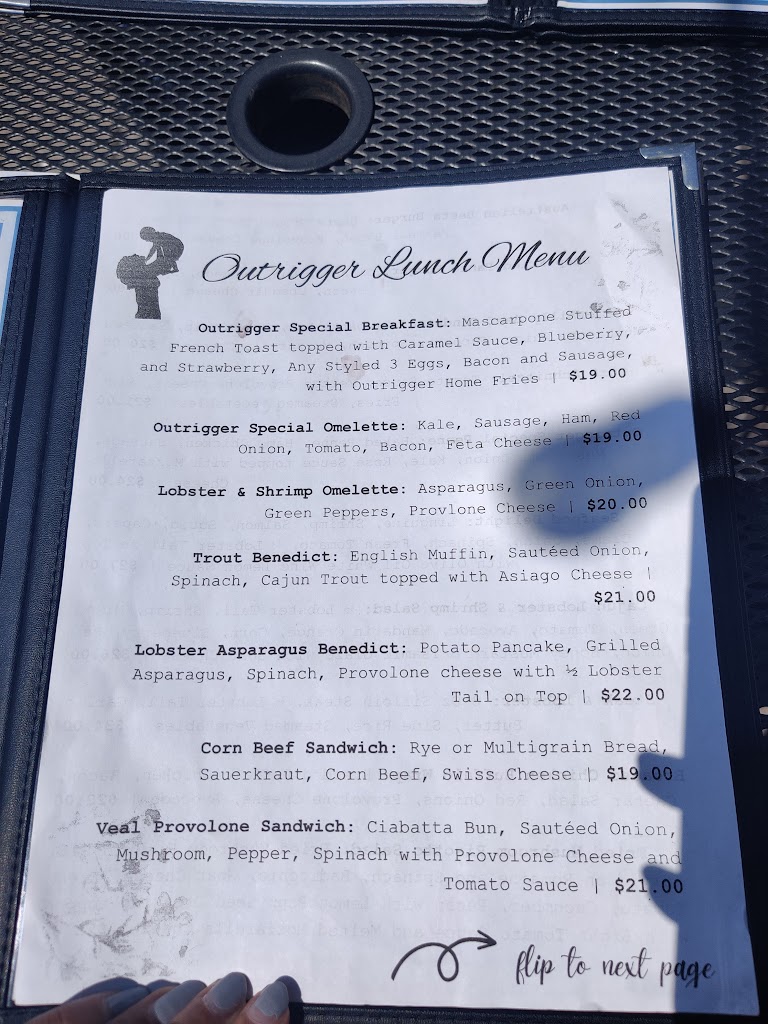 Outrigger Lunch Menu
Outrigger Special Breakfast: Mascarpone Stuffed
French Toast topped with Caramel Sauce, Blueberry,
and Strawberry, Any Styled 3 Eggs, Bacon and Sausage,
with Outrigger Home Fries | $19.00
Outrigger Special Omelette: Kale, Sausage, Ham, Red
Onion, Tomato, Bacon, Feta Cheese | $19.00
Lobster & Shrimp Omelette: Asparagus, Green Onion,
Green Peppers, Provlone Cheese | $20.00
Trout Benedict: English Muffin, Sautéed Onion,
Spinach, Cajun Trout topped with Asiago Cheese |
$21.00
Lobster Asparagus Benedict: Potato Pancake, Grilled
Asparagus, Spinach, Provolone cheese with ½ Lobster
Tail on Top | $22.00
Corn Beef Sandwich: Rye or Multigrain Bread,
Sauerkraut, Corn Beef, Swiss Cheese | $19.00
Veal Provolone Sandwich: Ciabatta Bun, Sautéed Onion,
Mushroom, Pepper, Spinach with Provolone Cheese and
Tomato Sauce | $21.00
flip to next page